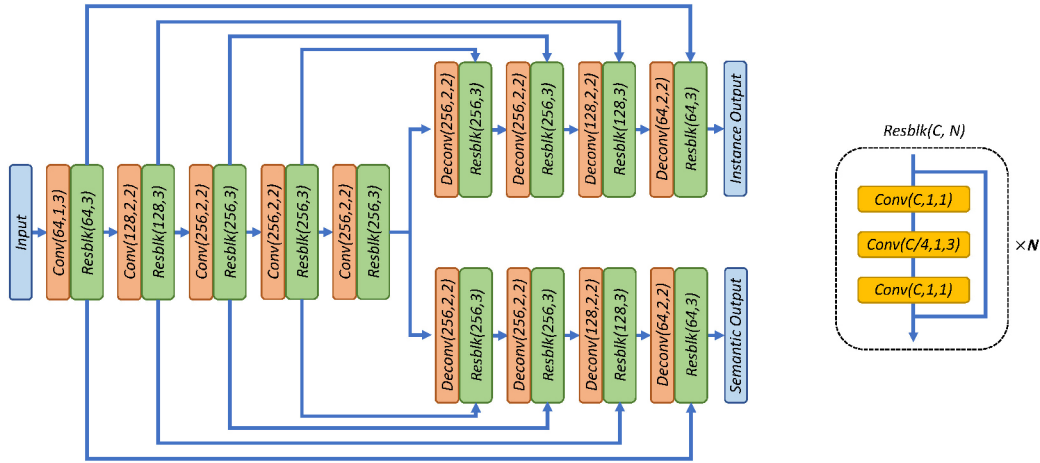 Input
Conv(64,1,3)
Resblk(64,3)
Conv(128,2,2)
Resblk(128,3)
Conv(256,2,2)
Resblk(256,3)
Conv(256,2,2)
Resblk(256,3)
Conv(256,2,2)
Resblk(256,3)
Deconv(256,2,2)
Resblk(256,3)
Deconv(256,2,2)
Resblk(256,3)
Deconv(128,2,2)
Resblk(128,3)
Deconv(64,2,2)
Resblk(64,3)
Instance Output
Deconv(256,2,2)
Resblk(256,3)
Deconv(256,2,2)
Resblk(256,3)
Deconv(128,2,2)
Resblk(128,3)
Deconv(64,2,2)
Resblk(64,3)
Semantic Output
Resblk(C, N)
Conv(C,1,1)
Conv(C/4,1,3)
Conv(C,1,1)
×N